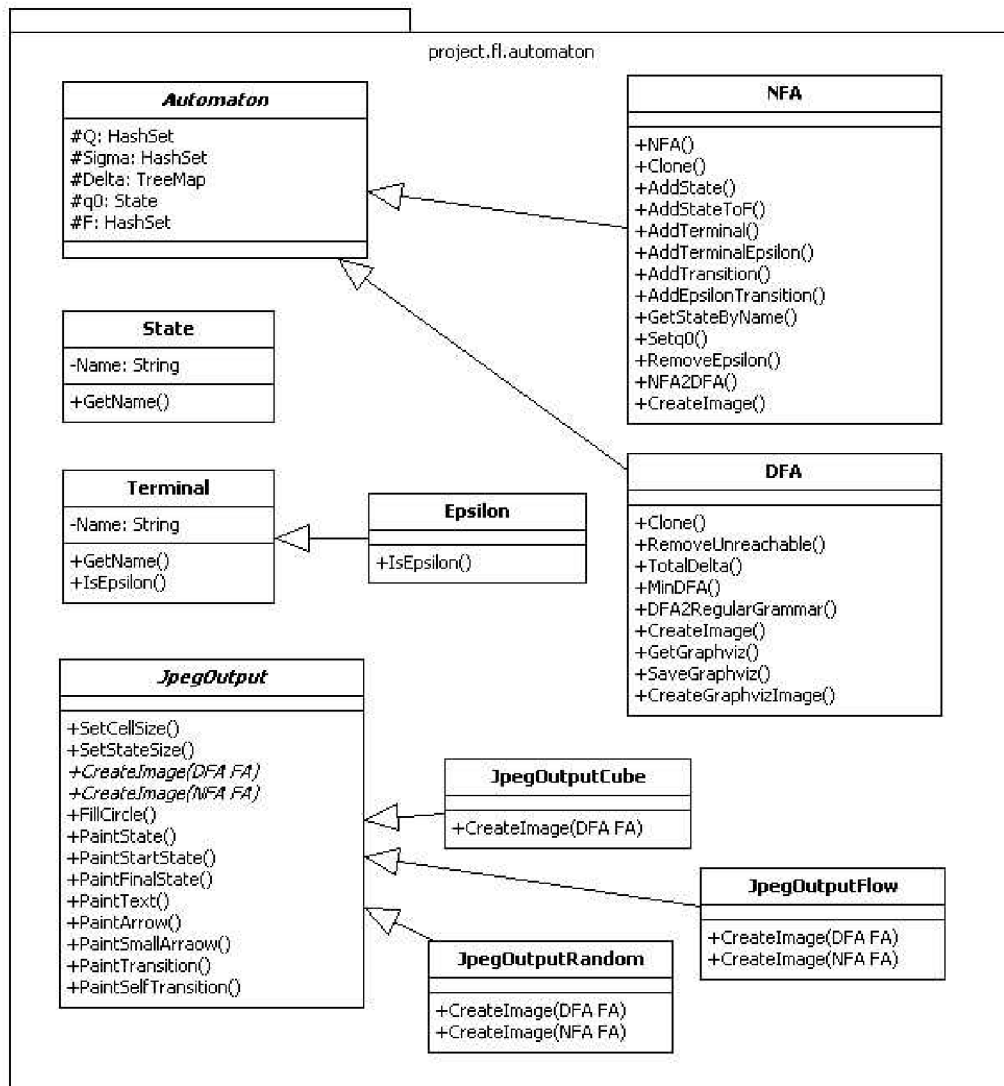 project.fl.automaton
Automaton
#Q: HashSet
#Sigma: HashSet
#Delta: TreeMap
#q0: State
#F: HashSet
NFA
+NFA()
+Clone()
+AddState()
+AddStateToF()
+AddTerminal()
+AddTerminalEpsilon()
+AddTransition()
+AddEpsilonTransition()
+GetStateByName()
+Setq0()
+RemoveEpsilon()
+NFA2DFA()
+CreateImage()
State
-Name: String
+GetName()
Terminal
-Name: String
+GetName()
+IsEpsilon()
Epsilon
+IsEpsilon()
DFA
+Clone()
+RemoveUnreachable()
+TotalDelta()
+MinDFA()
+DFA2RegularGrammar()
+CreateImage()
+GetGraphviz()
+SaveGraphviz()
+CreateGraphvizImage()
JpegOutput
+SetCellSize()
+SetStateSize()
+CreateImage(DFA FA)
+CreateImage(NFA FA)
+FillCircle()
+PaintState()
+PaintStartState()
+PaintFinalState()
+PaintText()
+PaintArrow()
+PaintSmallArraow()
+PaintTransition()
+PaintSelfTransition()
JpegOutputCube
+CreateImage(DFA FA)
JpegOutputFlow
+CreateImage(DFA FA)
+CreateImage(NFA FA)
JpegOutputRandom
+CreateImage(DFA FA)
+CreateImage(NFA FA)